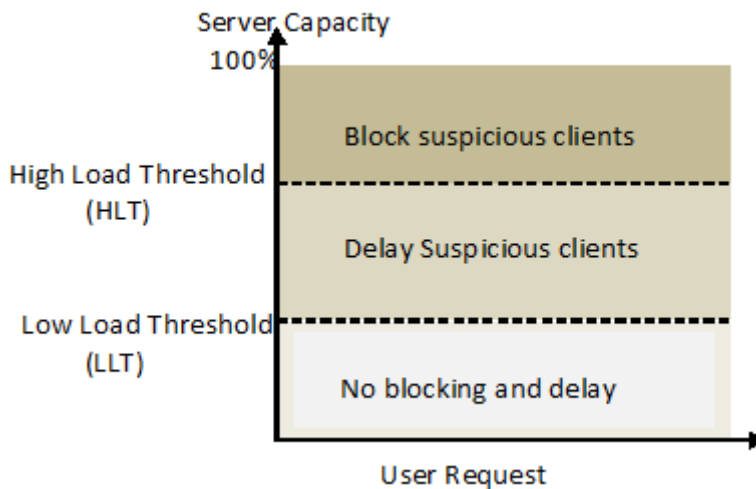 Server Capacity
100%
Block suspicious clients
High Load Threshold
(HLT)
Delay Suspicious clients
Low Load Threshold
(LLT)
No blocking and delay
User Request